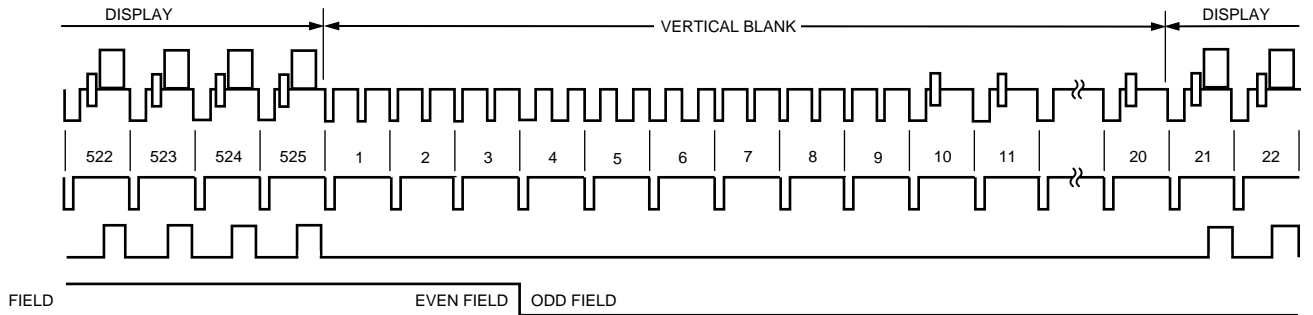 DISPLAY VERTICAL BLANK DISPLAY
522 523 524 525 1 2 3 4 5 6 7 8 9 10 11 20 21 22
FIELD EVEN FIELD ODD FIELD